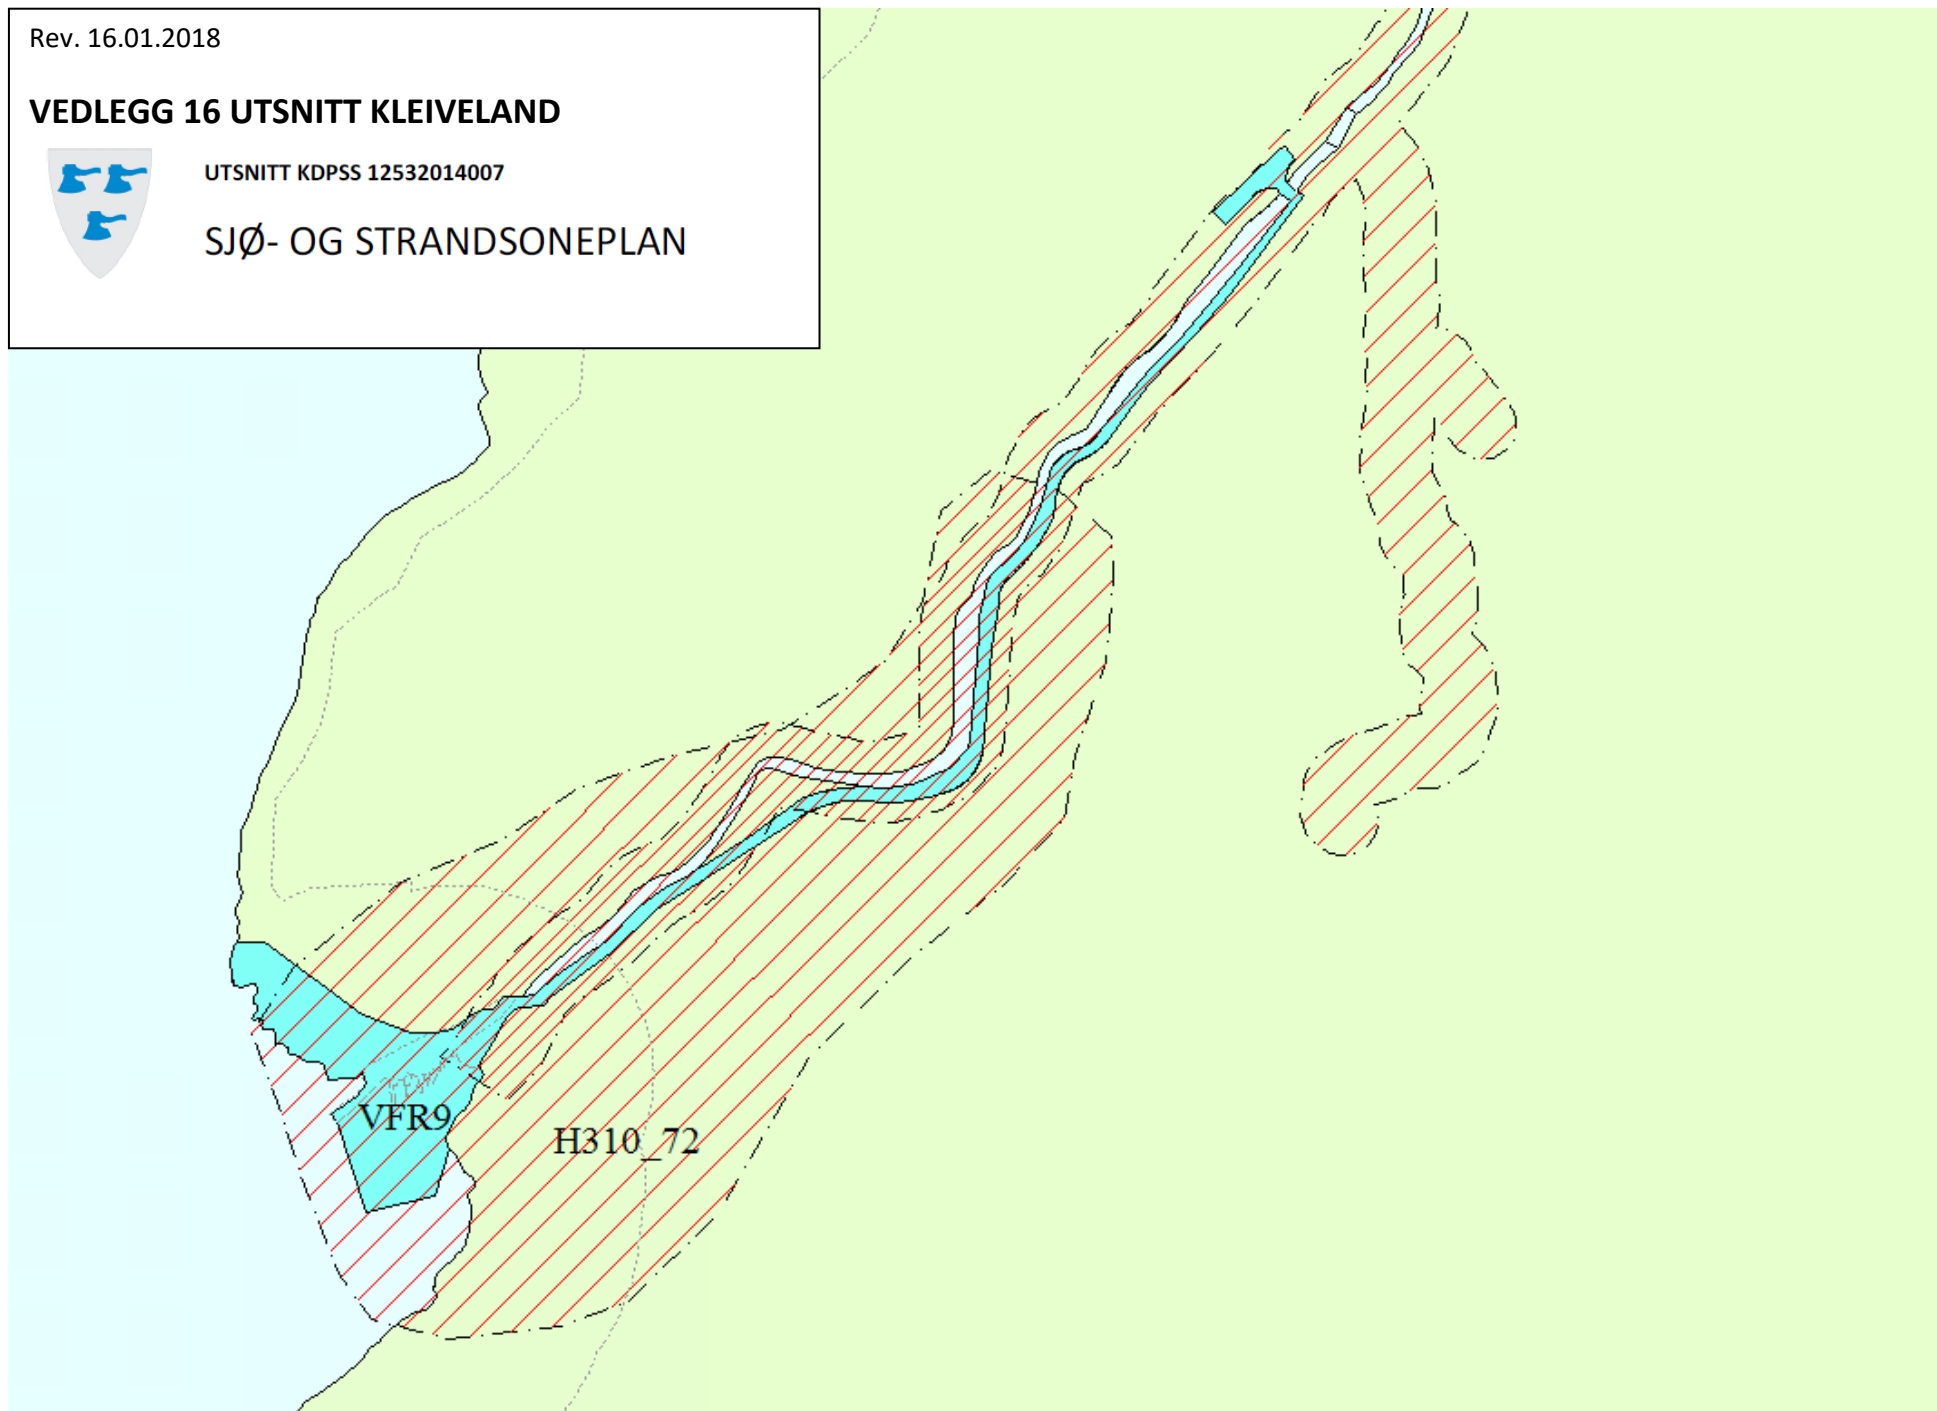 Rev. 16.01.2018
VEDLEGG 16 UTSNITT KLEIVELAND
UTSNITT KDPSS 12532014007
SJØ- OG STRANDSONEPLAN
VFR9
H310_72